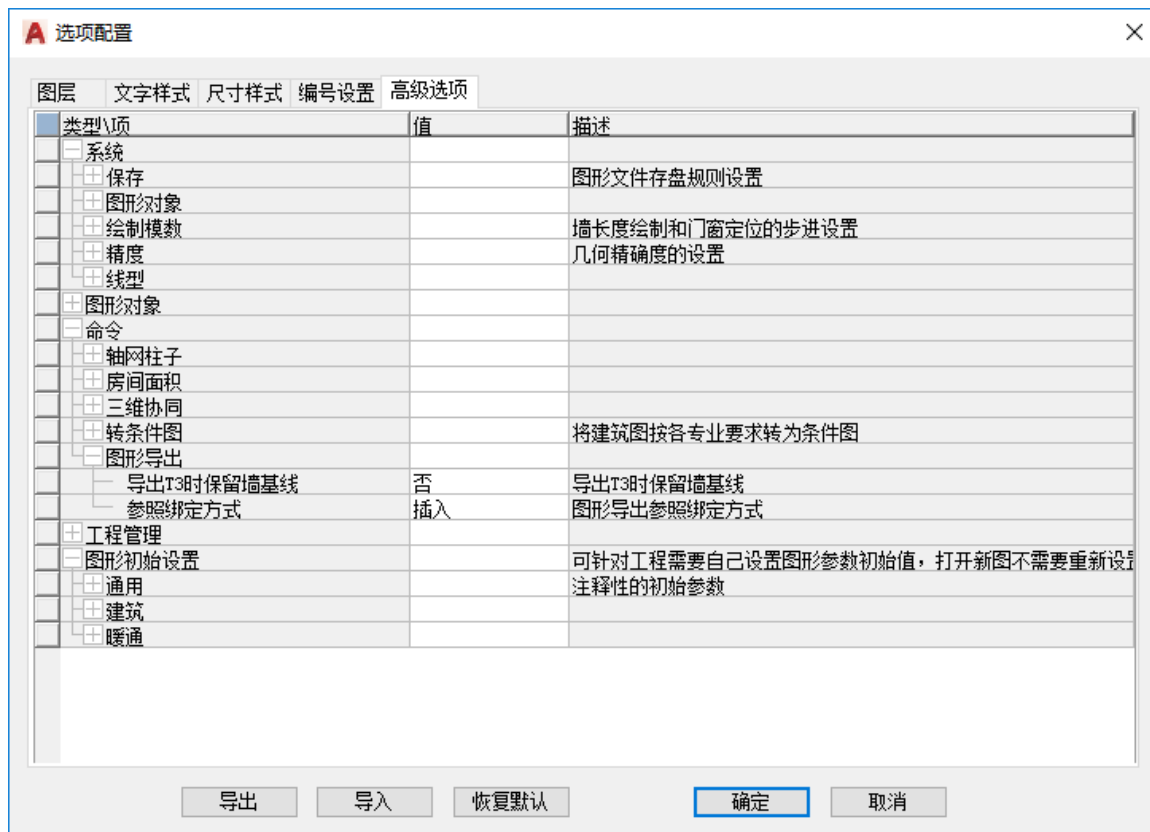 选项配置
图层 文字样式 尺寸样式 编号设置 高级选项
类型\项 值 描述
系统
保存 图形文件存盘规则设置
图形对象
绘制模数 墙长度绘制和门窗定位的步进设置
精度 几何精确度的设置
线型
图形对象
命令
轴网柱子
房间面积
三维协同
转条件图 将建筑图按各专业要求转为条件图
图形导出
导出T3时保留墙基线 否 导出T3时保留墙基线
参照绑定方式 插入 图形导出参照绑定方式
工程管理
图形初始设置 可针对工程需要自己设置图形参数初始值，打开新图不需要重新设
通用 注释性的初始参数
建筑
暖通
导出 导入 恢复默认 确定 取消